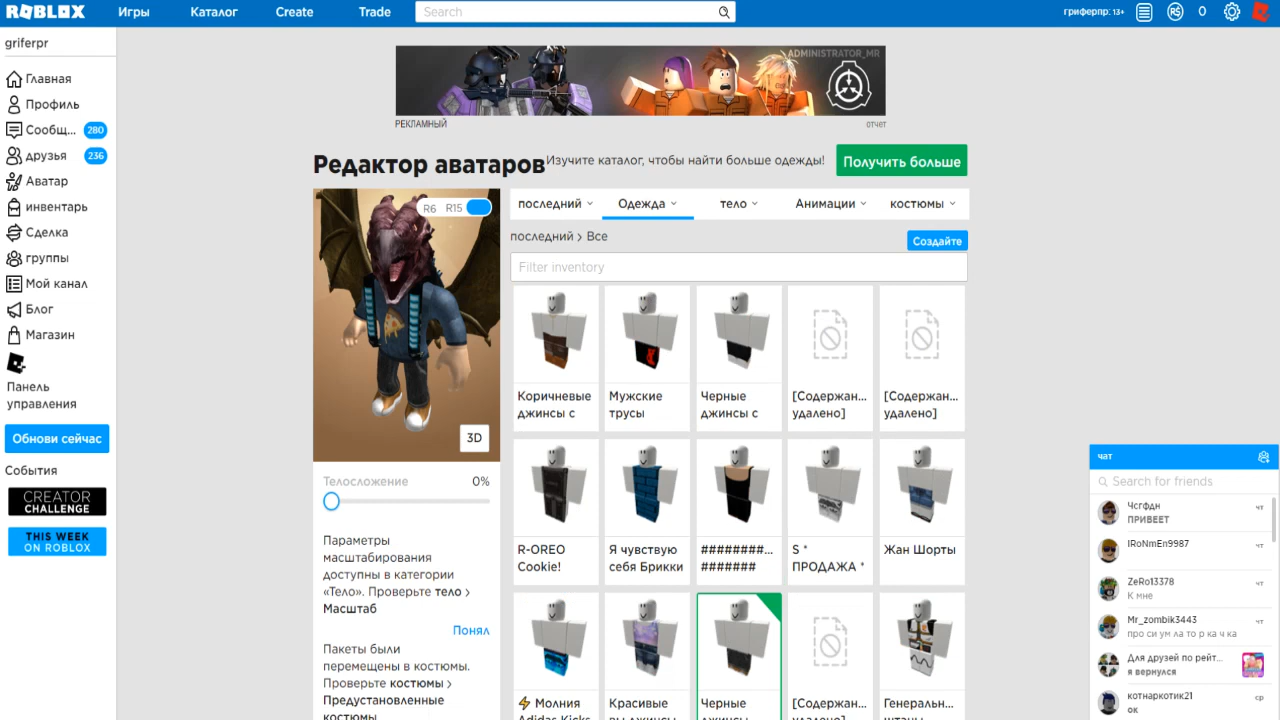 ROBLOX
Игры
Каталог
Create
Trade
Search
гриферпр: 13+
0
griferpr
Главная
Профиль
Сообщ... 280
друзья 236
Аватар
инвентарь
Сделка
группы
Мой канал
Блог
Магазин
Панель
управления
Обнови сейчас
События
CREATOR
CHALLENGE
THIS WEEK
ON ROBLOX
ADMINISTRATOR_MR
РЕКЛАМНЫЙ
отчет
Редактор аватаров
Изучите каталог, чтобы найти больше одежды!
Получить больше
R6 R15
3D
Телосложение 0%
Параметры
масштабирования
доступны в категории
«Тело». Проверьте тело >
Масштаб
Понял
Пакеты были
перемещены в костюмы.
Проверьте костюмы >
Предустановленные
костюмы
последний
Одежда
тело
Анимации
костюмы
последний > Все
Создайте
Filter inventory
Коричневые
джинсы с
Мужские
трусы
Черные
джинсы с
[Содержан...
удалено]
[Содержан...
удалено]
R-OREO
Cookie!
Я чувствую
себя Брикки
########...
#######
S *
ПРОДАЖА *
Жан Шорты
⚡ Молния
Adidas Kicks
Красивые
Черные
джинсы
[Содержан...
удалено]
Генеральн...
штаны
чат
Search for friends
Чсгфдн
чт
ПРИВЕЕТ
IRoNmEn9987
чт
ZeRo13378
чт
К мне
Mr_zombik3443
чт
про си ум ла то р ка ч ка
Для друзей по рейт...
я вернулся
котнаркотик21
ср
ок